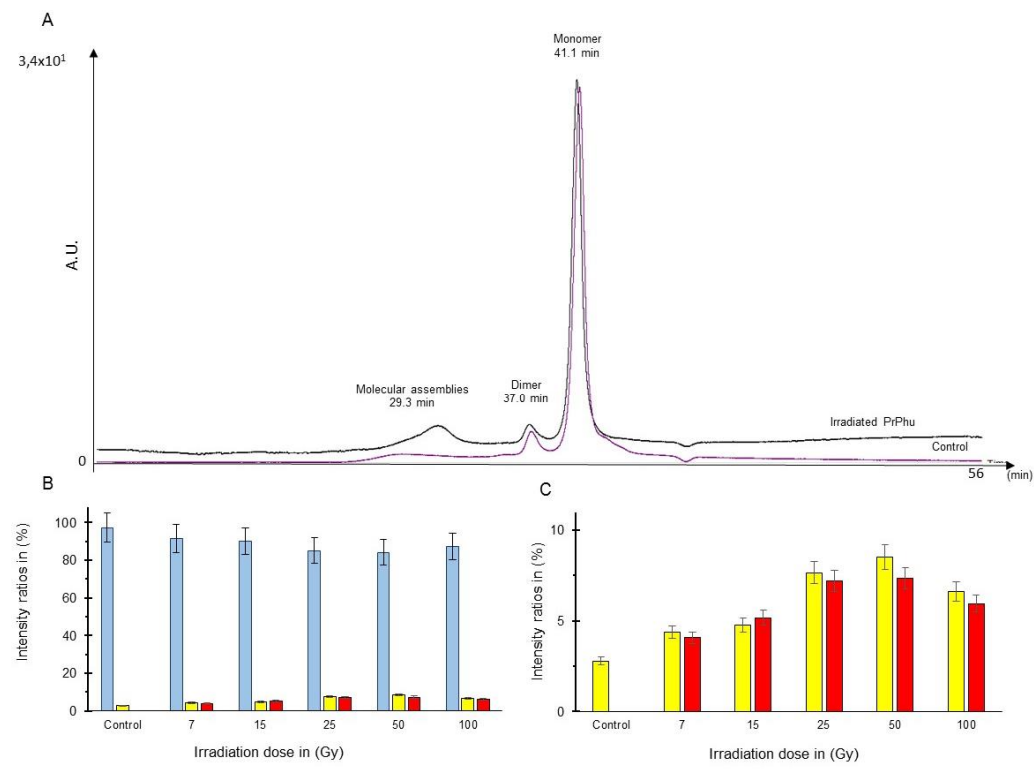 A
3,4x10¹
Monomer
41.1 min
A.U.
Molecular assemblies
29.3 min
Dimer
37.0 min
Irradiated PrPhu
Control
0
56
(min)
B
Intensity ratios in (%)
100
80
60
40
20
0
Control
7
15
25
50
100
Irradiation dose in (Gy)
C
Intensity ratios in (%)
10
5
0
Control
7
15
25
50
100
Irradiation dose in (Gy)